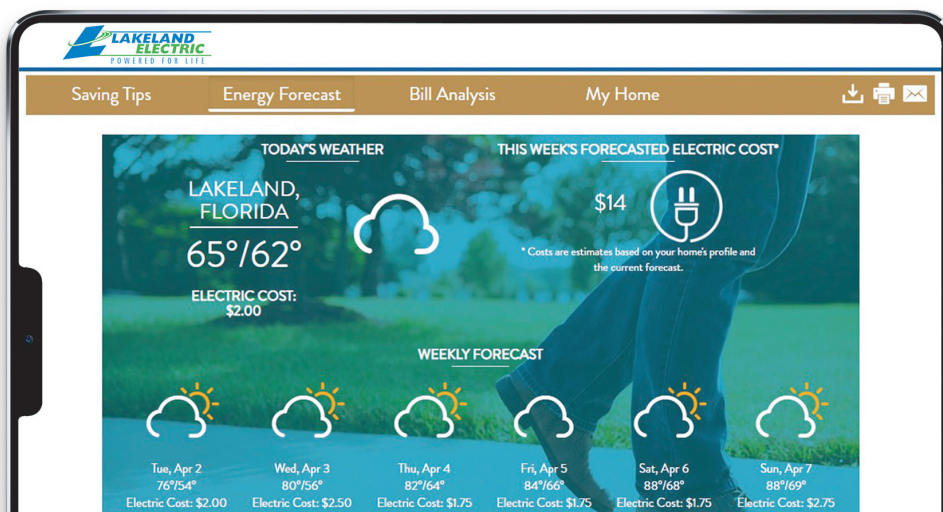 LAKELAND
ELECTRIC
POWERED FOR LIFE
Saving Tips Energy Forecast Bill Analysis My Home
TODAY'S WEATHER
LAKELAND,
FLORIDA
65°/62°
ELECTRIC COST:
$2.00
THIS WEEK'S FORECASTED ELECTRIC COST*
$14
* Costs are estimates based on your home's profile and
the current forecast.
WEEKLY FORECAST
Tue, Apr 2 Wed, Apr 3 Thu, Apr 4 Fri, Apr 5 Sat, Apr 6 Sun, Apr 7
76°/54° 80°/56° 82°/64° 84°/66° 88°/68° 88°/69°
Electric Cost: $2.00 Electric Cost: $2.50 Electric Cost: $1.75 Electric Cost: $1.75 Electric Cost: $1.75 Electric Cost: $2.75